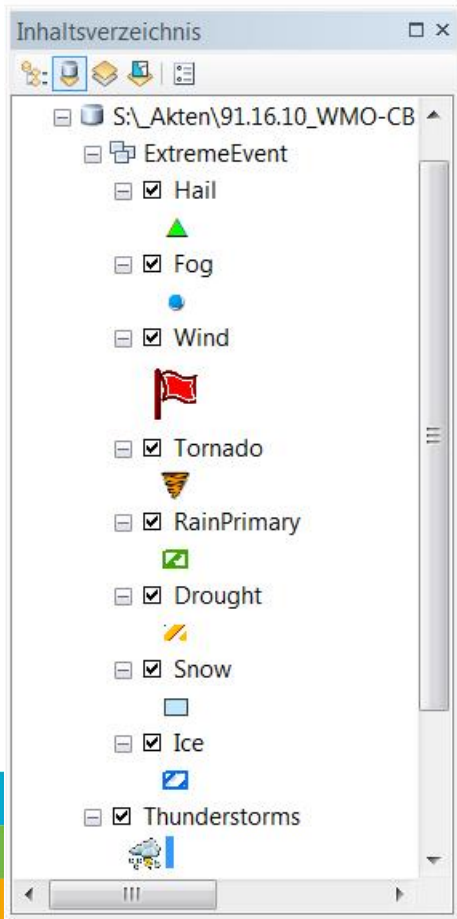 Inhaltsverzeichnis
S:\_Akten\91.16.10_WMO-CB
ExtremeEvent
Hail
Fog
Wind
Tornado
RainPrimary
Drought
Snow
Ice
Thunderstorms